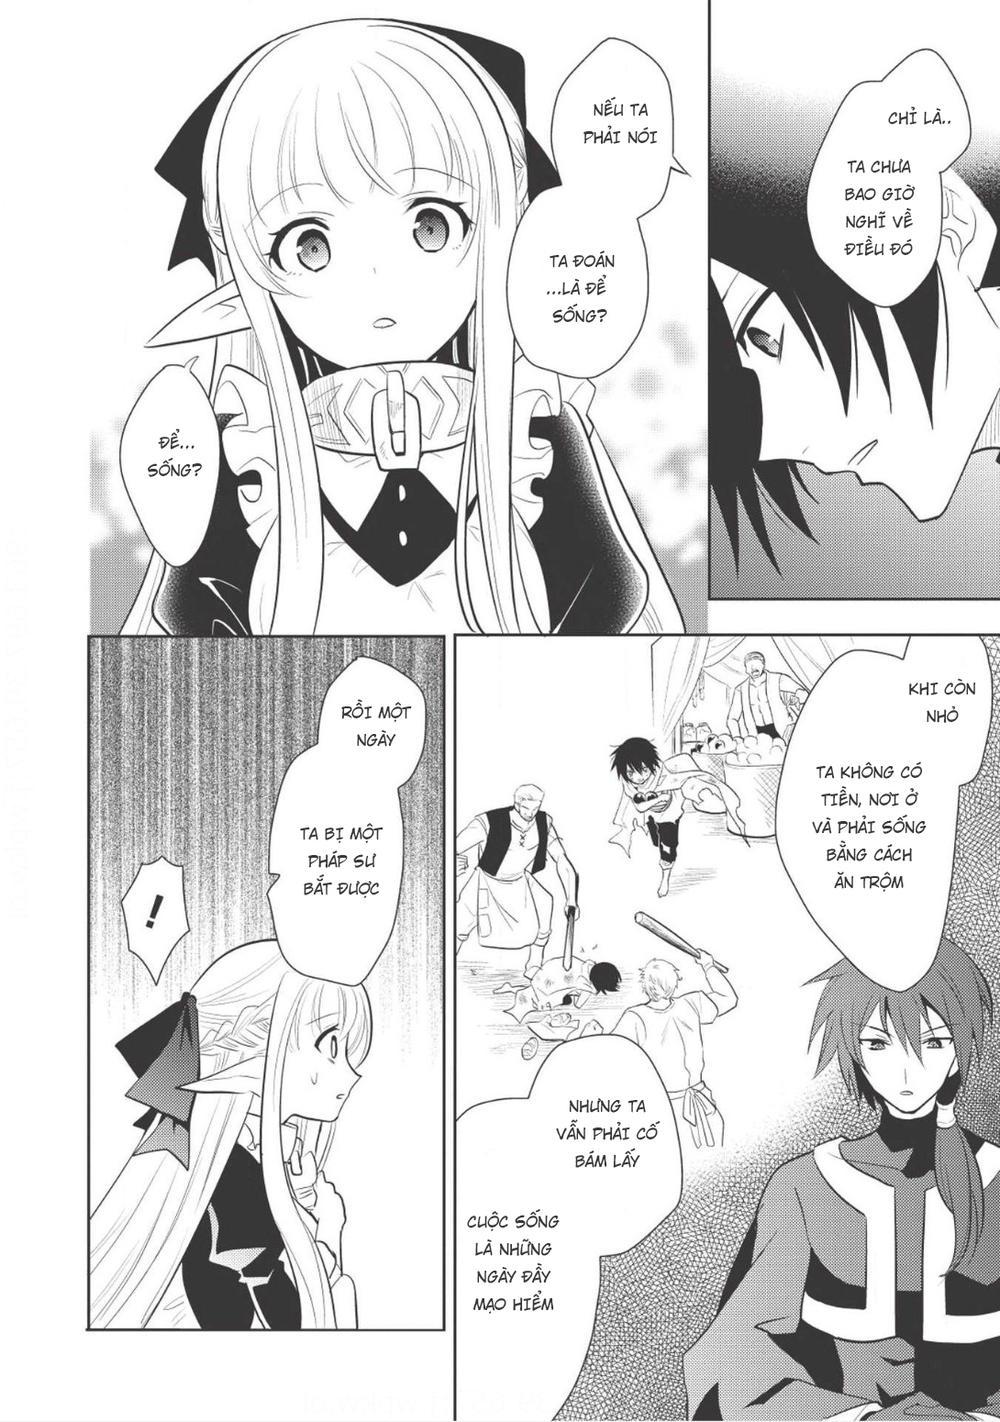 CHỈ LÀ..
TA CHƯA
BAO GIỜ
NGHĨ VỀ
ĐIỀU ĐÓ
NẾU TA
PHẢI NÓI
TA ĐOÁN
...LÀ ĐỂ
SỐNG?
ĐỂ...
SỐNG?
KHI CÒN
NHỎ
TA KHÔNG CÓ
TIỀN, NƠI Ở
VÀ PHẢI SỐNG
BẰNG CÁCH
ĂN TRỘM
NHƯNG TA
VẪN PHẢI CỐ
BÁM LẤY
CUỘC SỐNG
LÀ NHỮNG
NGÀY ĐẦY
MẠO HIỂM
RỒI MỘT
NGÀY
TA BỊ MỘT
PHÁP SƯ
BẮT ĐƯỢC
!